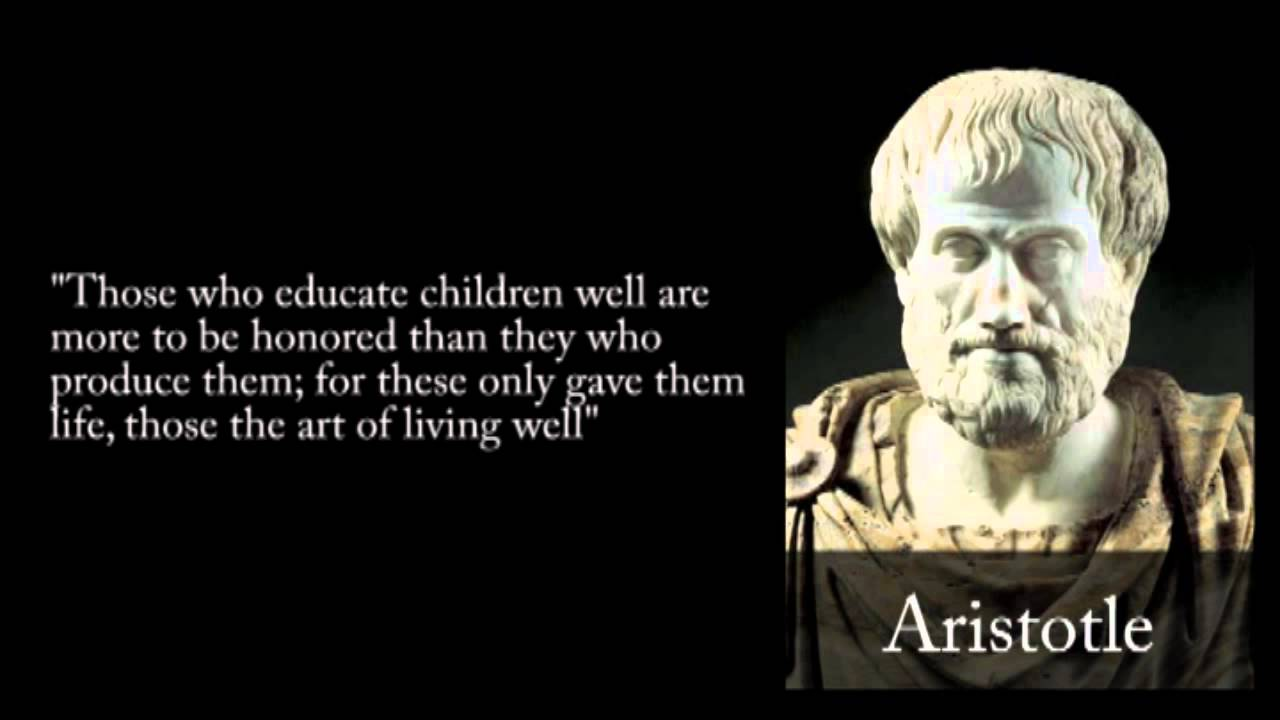 "Those who educate children well are
more to be honored than they who
produce them; for these only gave them
life, those the art of living well"
Aristotle